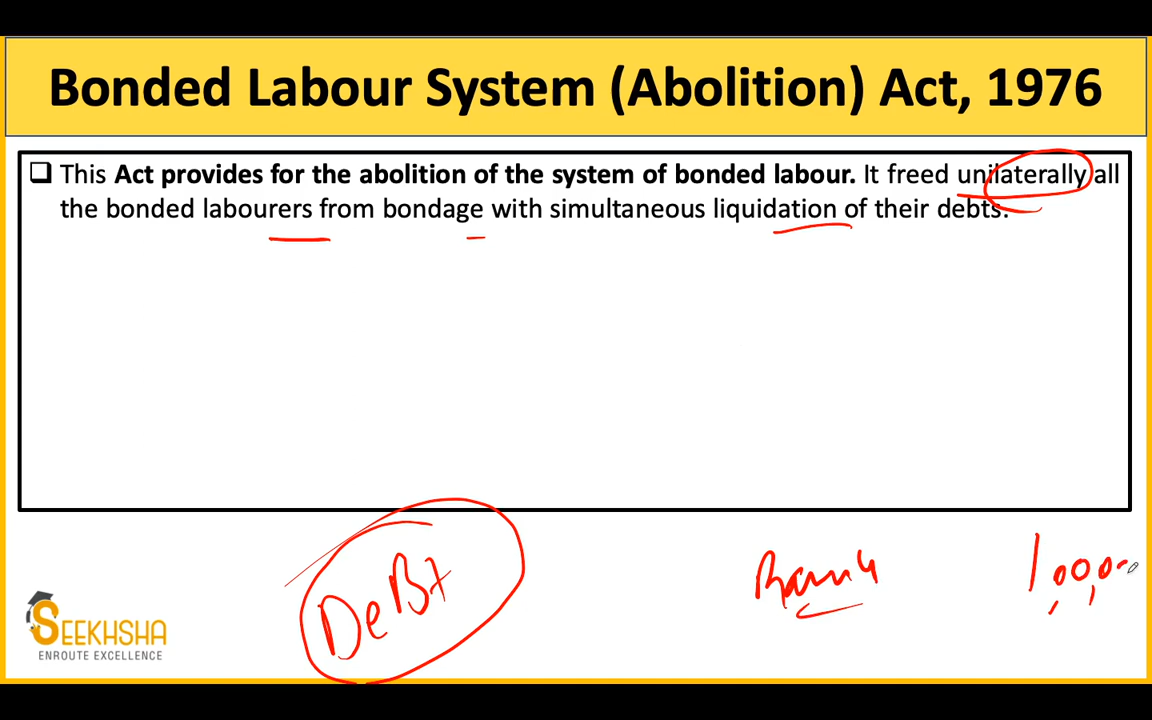 Bonded Labour System (Abolition) Act, 1976
❑ This Act provides for the abolition of the system of bonded labour. It freed unilaterally all
the bonded labourers from bondage with simultaneous liquidation of their debts.
DeBt
SEEKHSHA
ENROUTE EXCELLENCE